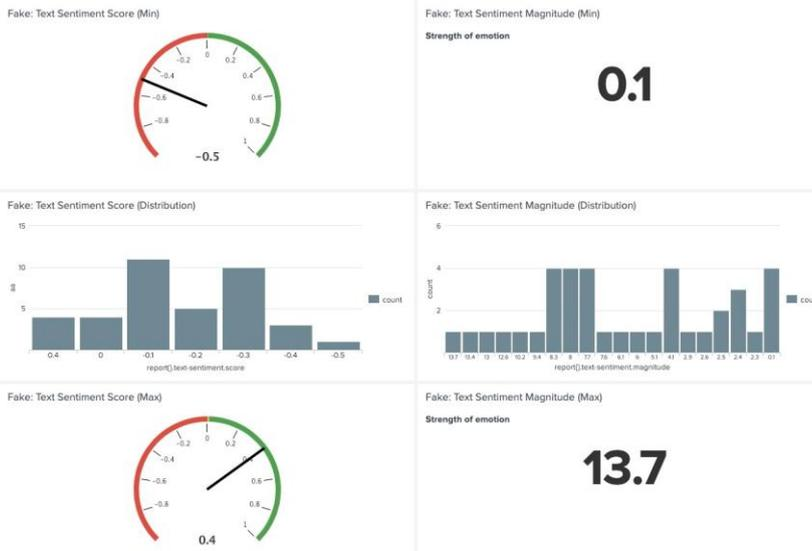 Fake: Text Sentiment Score (Min)
0
-0.2
0.2
-0.4
0.4
-0.6
0.6
-0.8
0.8
1
-0.5
Fake: Text Sentiment Magnitude (Min)
Strength of emotion
0.1
Fake: Text Sentiment Score (Distribution)
15
10
5
0.4 0 -0.1 -0.2 -0.3 -0.4 -0.5
report().text-sentiment.score
count
Fake: Text Sentiment Magnitude (Distribution)
6
4
2
count
13.7 13.4 13 12.8 10.2 9.4 8.3 8 7.7 7.6 6.1 6 5.1 4.1 2.9 2.6 2.5 2.4 2.3 0.1
report().text-sentiment.magnitude
cou
Fake: Text Sentiment Score (Max)
0
-0.2
0.2
-0.4
-0.6
0.6
-0.8
0.8
1
0.4
Fake: Text Sentiment Magnitude (Max)
Strength of emotion
13.7